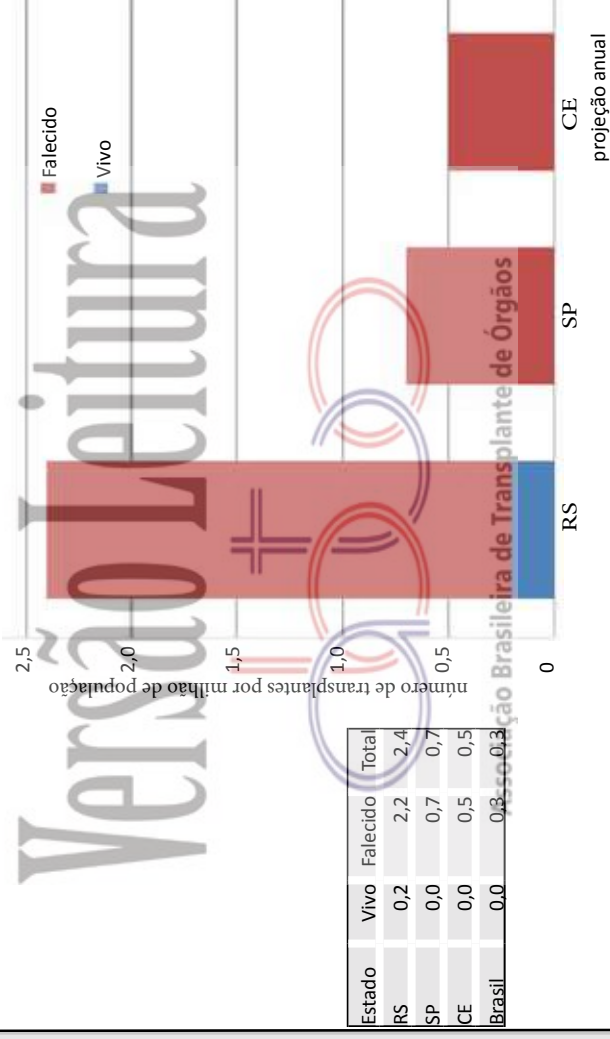 Versão Leitura
Associação Brasileira de Transplante de Órgãos
número de transplantes por milhão de população
2,5
2,0
1,5
1,0
0,5
0
Falecido
Vivo
RS
SP
CE
projeção anual
Estado Vivo Falecido Total
RS 0,2 2,2 2,4
SP 0,0 0,7 0,7
CE 0,0 0,5 0,5
Brasil 0,0 0,3 0,3